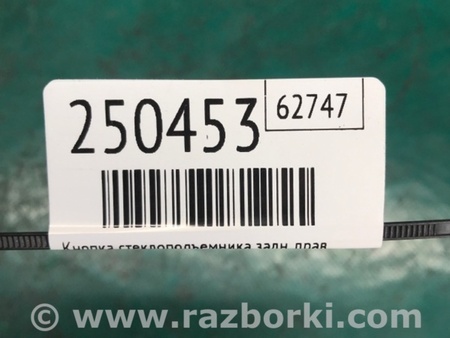 250453
62747
Кнопка стеклоподъемника задн. прав.
© www.razborki.com